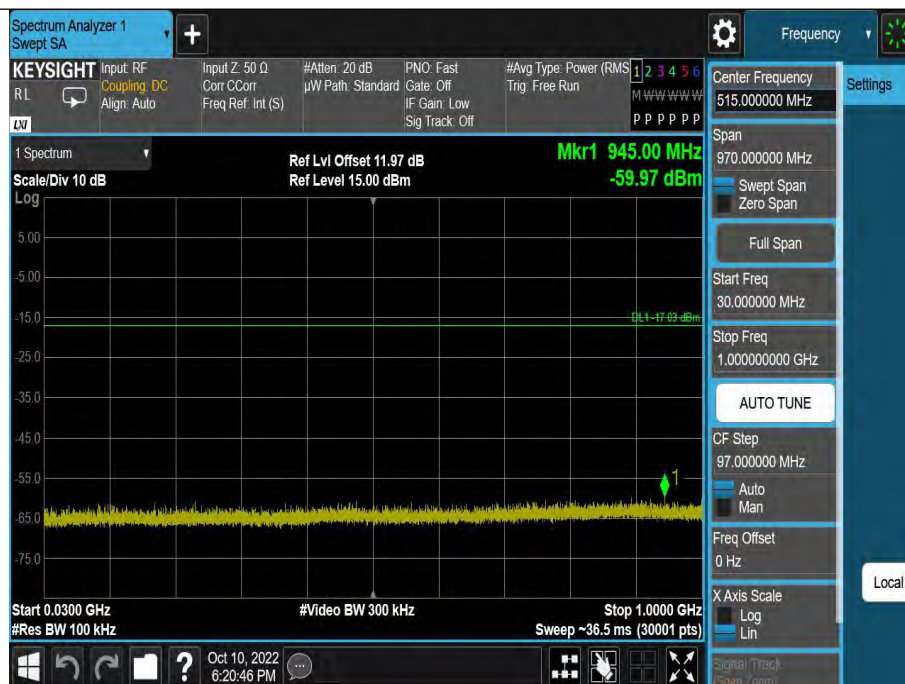 Spectrum Analyzer 1
Swept SA
+
Frequency
KEYSIGHT
RL
LXI
Input: RF
Coupling: DC
Align: Auto
Input Z: 50 Ω
Corr CCorr
Freq Ref: Int (S)
#Atten: 20 dB
µW Path: Standard
PNO: Fast
Gate: Off
IF Gain: Low
Sig Track: Off
#Avg Type: Power (RMS
Trig: Free Run
1 2 3 4 5 6
M W W W W W
P P P P P P
1 Spectrum
Scale/Div 10 dB
Ref Lvl Offset 11.97 dB
Ref Level 15.00 dBm
Mkr1 945.00 MHz
-59.97 dBm
Log
5.00
-5.00
-15.0
DL1 -17.03 dBm
-25.0
-35.0
-45.0
-55.0
1
-65.0
-75.0
Start 0.0300 GHz
#Res BW 100 kHz
#Video BW 300 kHz
Stop 1.0000 GHz
Sweep ~36.5 ms (30001 pts)
?
Oct 10, 2022
6:20:46 PM
Center Frequency
515.000000 MHz
Span
970.000000 MHz
Swept Span
Zero Span
Full Span
Start Freq
30.000000 MHz
Stop Freq
1.000000000 GHz
AUTO TUNE
CF Step
97.000000 MHz
Auto
Man
Freq Offset
0 Hz
X Axis Scale
Log
Lin
Signal Track
(Span Zoom)
Settings
Local